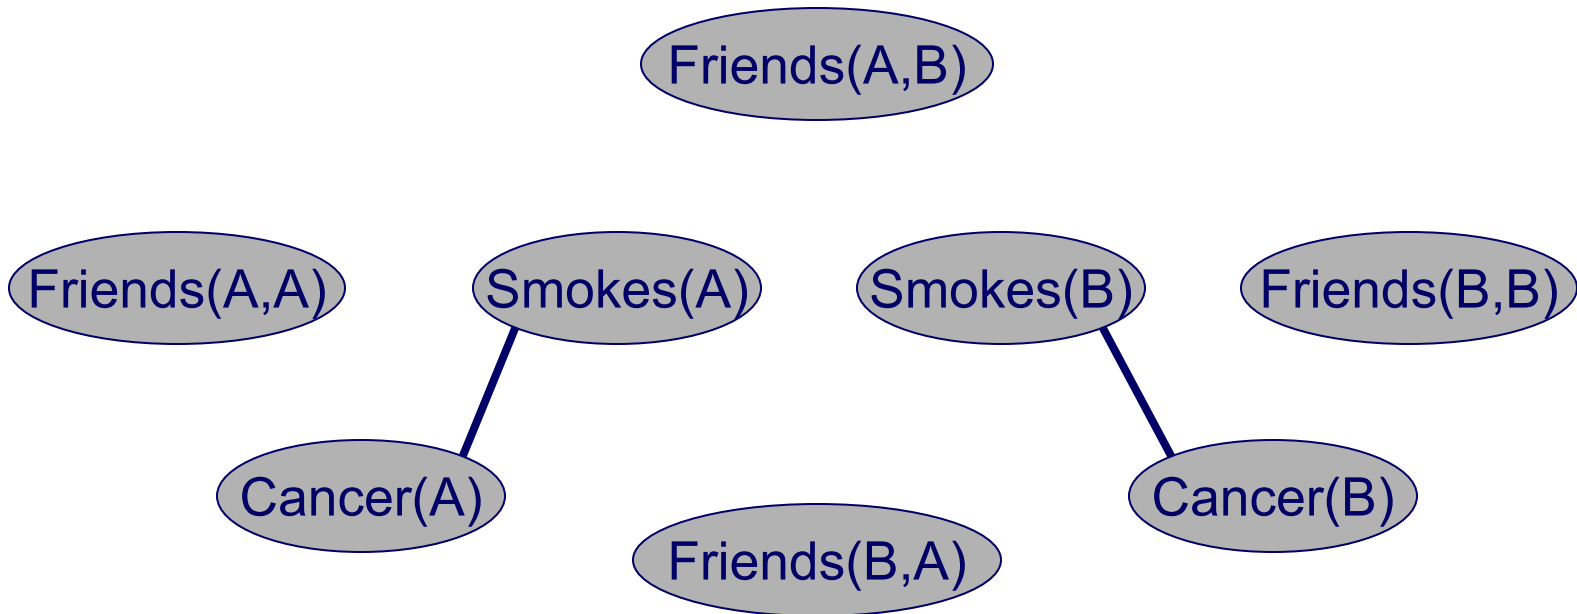 Friends(A,B)
Friends(A,A)
Smokes(A)
Smokes(B)
Friends(B,B)
Cancer(A)
Cancer(B)
Friends(B,A)